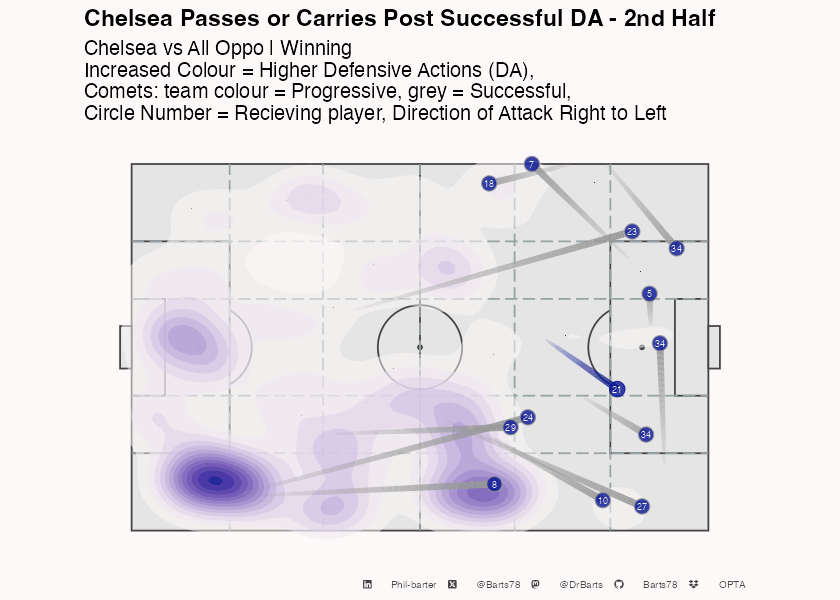 Chelsea Passes or Carries Post Successful DA - 2nd Half
Chelsea vs All Oppo | Winning
Increased Colour = Higher Defensive Actions (DA),
Comets: team colour = Progressive, grey = Successful,
Circle Number = Recieving player, Direction of Attack Right to Left
7
18
23
34
5
34
21
24
29
34
8
10
27
Phil-barter @Barts78 @DrBarts Barts78 OPTA